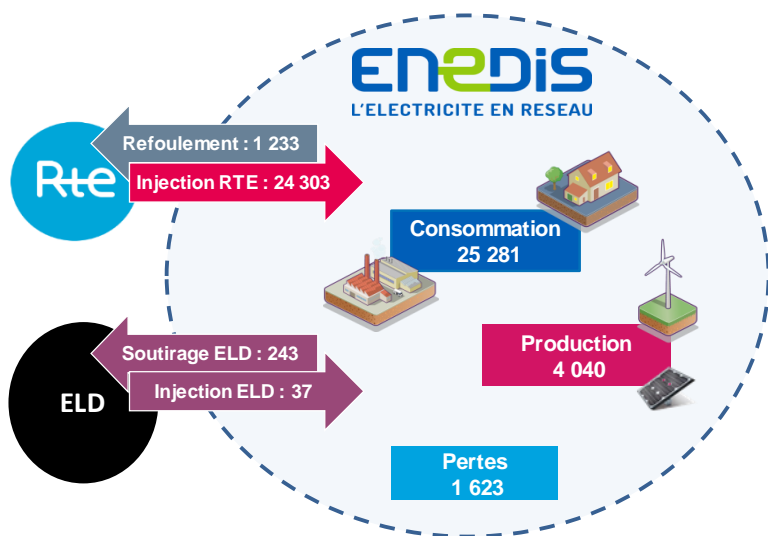 ENEDIS
L'ELECTRICITE EN RESEAU
Refoulement : 1 233
Rte
Injection RTE : 24 303
Consommation
25 281
Production
4 040
Soutirage ELD : 243
ELD
Injection ELD : 37
Pertes
1 623